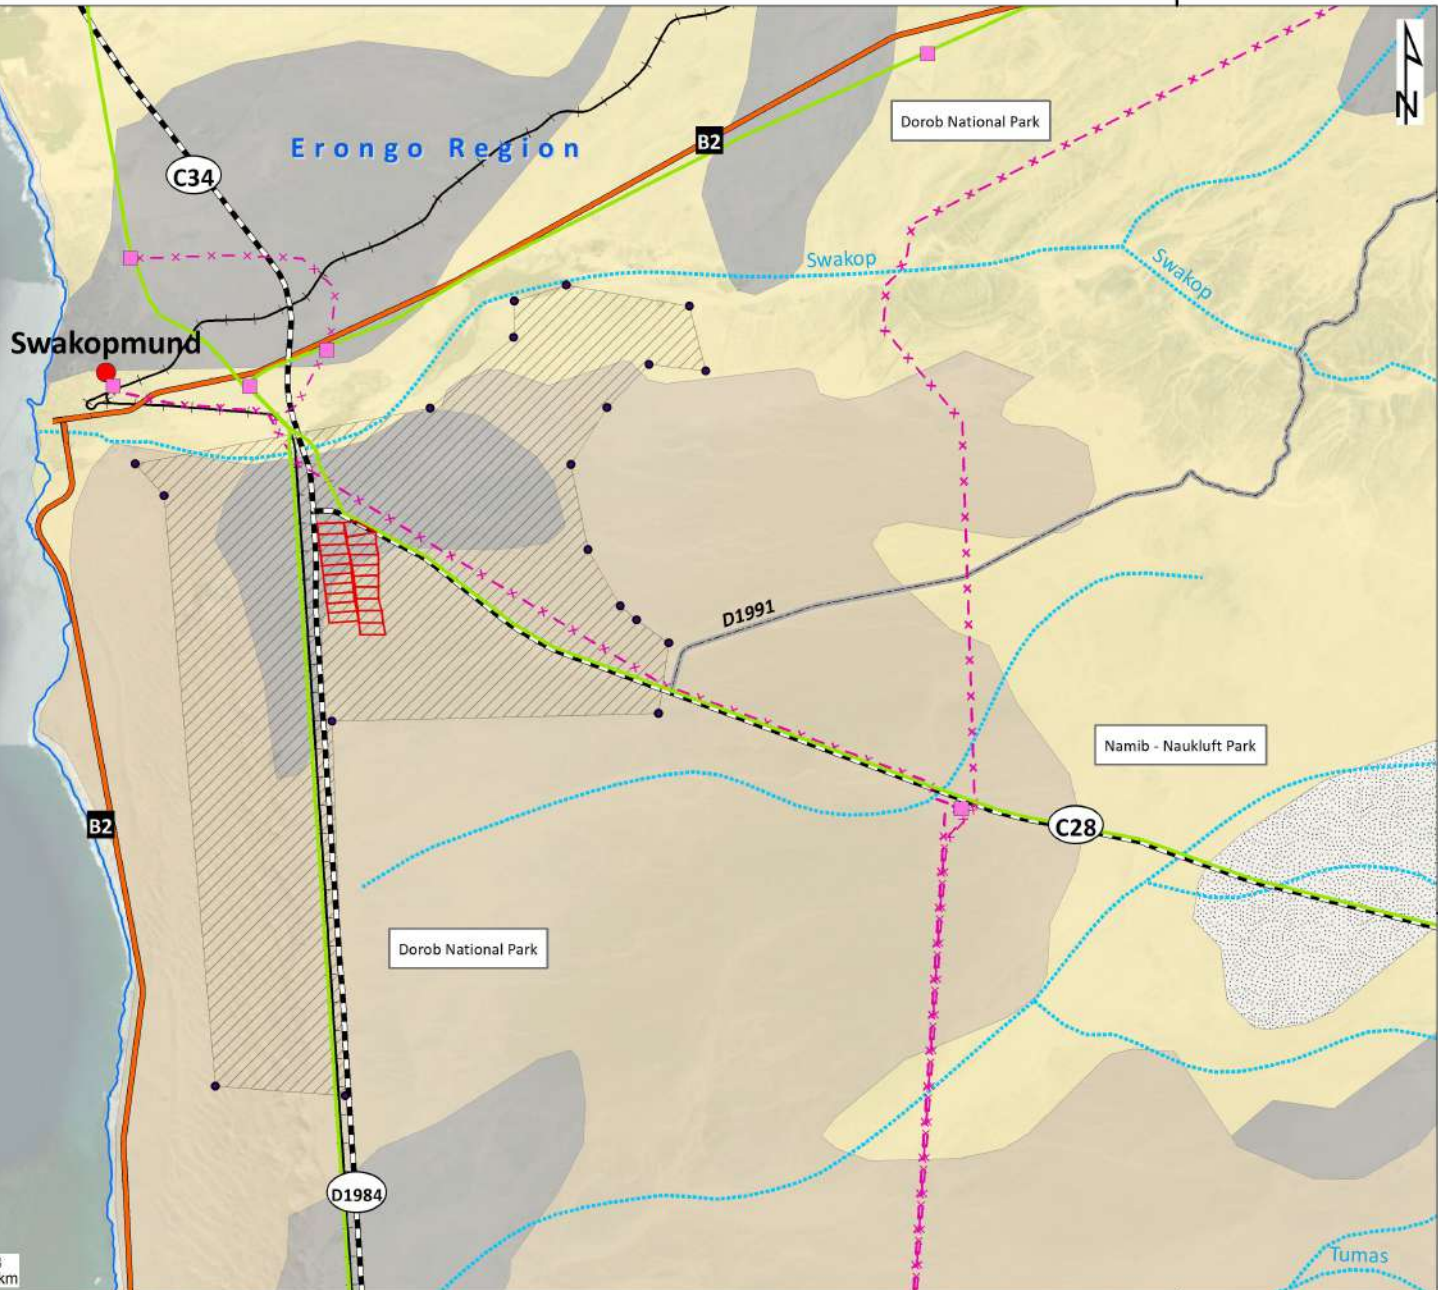 N
Dorob National Park
B2
Erongo Region
C34
Swakop
Swakop
Swakopmund
D1991
Namib - Naukluft Park
B2
C28
Dorob National Park
D1984
Tumas
km